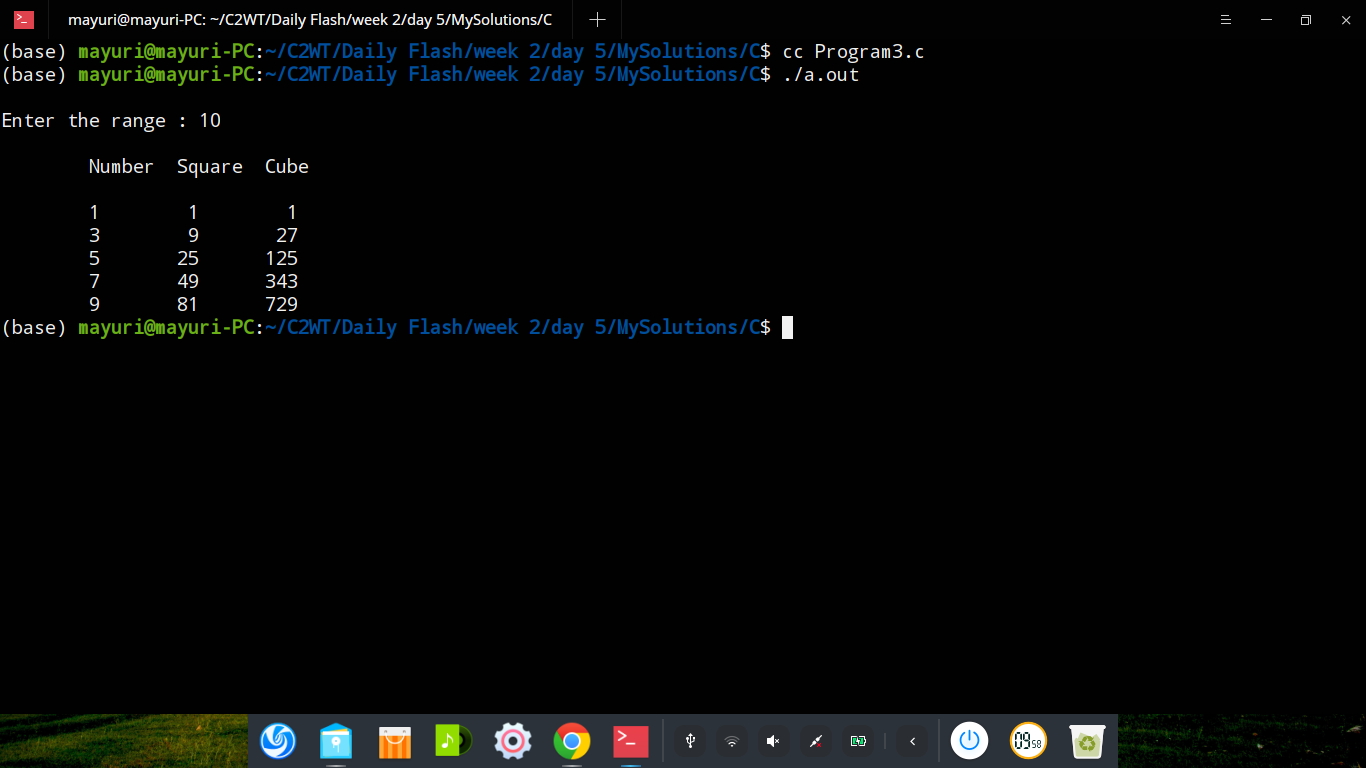 mayuri@mayuri-PC: ~/C2WT/Daily Flash/week 2/day 5/MySolutions/C
(base) mayuri@mayuri-PC:~/C2WT/Daily Flash/week 2/day 5/MySolutions/C$ cc Program3.c
(base) mayuri@mayuri-PC:~/C2WT/Daily Flash/week 2/day 5/MySolutions/C$ ./a.out
Enter the range : 10
Number Square Cube
1 1 1
3 9 27
5 25 125
7 49 343
9 81 729
(base) mayuri@mayuri-PC:~/C2WT/Daily Flash/week 2/day 5/MySolutions/C$
09 58